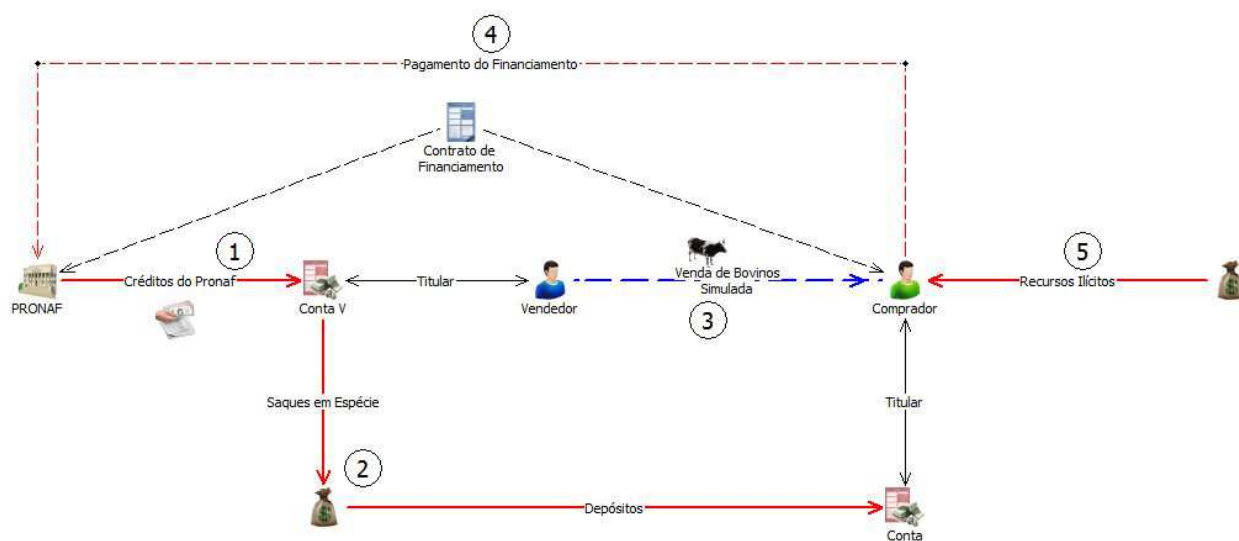 4
Pagamento do Financiamento
Contrato de
Financiamento
1
5
Créditos do Pronaf
Titular
Venda de Bovinos
Simulada
Recursos Ilícitos
PRONAF
Conta V
Vendedor
3
Comprador
Saques em Espécie
Titular
2
Depósitos
Conta